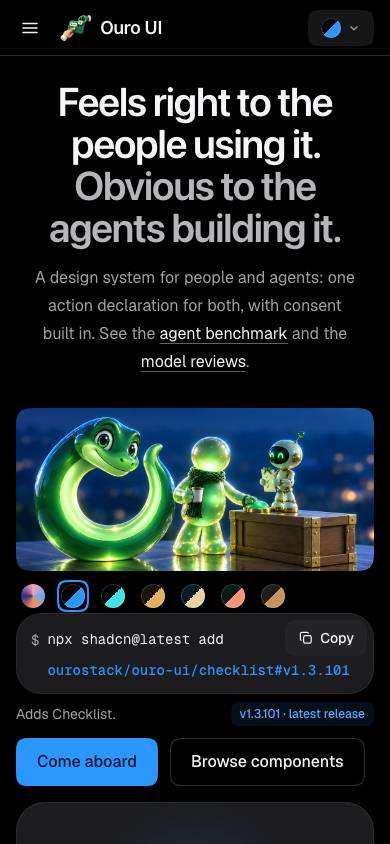 Ouro UI
Feels right to the
people using it.
Obvious to the
agents building it.
A design system for people and agents: one
action declaration for both, with consent
built in. See the agent benchmark and the
model reviews.
$ npx shadcn@latest add
Copy
ourostack/ouro-ui/checklist#v1.3.101
Adds Checklist.
v1.3.101 · latest release
Come aboard
Browse components